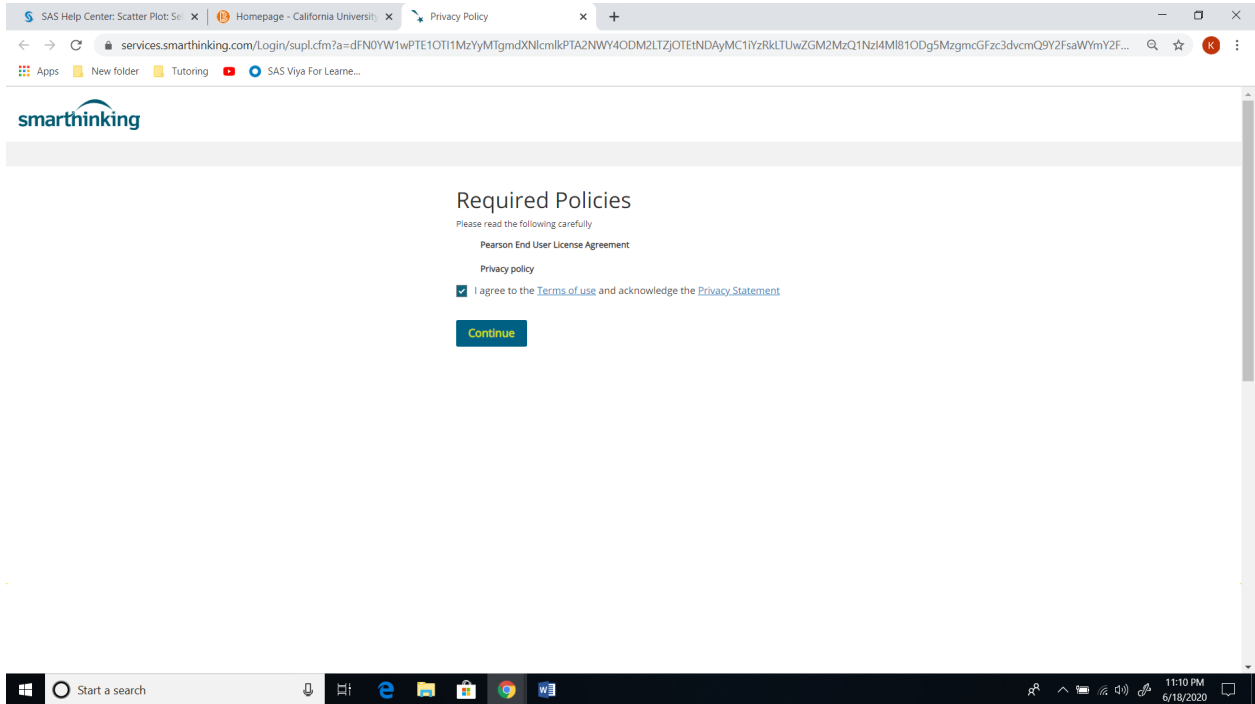 SAS Help Center: Scatter Plot: Sel
Homepage - California University
Privacy Policy
services.smarthinking.com/Login/supl.cfm?a=dFN0YW1wPTE1OTI1MzYyMTgmdXNlcmlkPTA2NWY4ODM2LTZjOTEtNDAyMC1iYzRkLTUwZGM2MzQ1NzI4Ml81ODg5MzgmcGFzc3dvcmQ9Y2FsaWYmY2F...
K
Apps New folder Tutoring SAS Viya For Learne...
smarthinking
Required Policies
Please read the following carefully
Pearson End User License Agreement
Privacy policy
I agree to the Terms of use and acknowledge the Privacy Statement
Continue
Start a search
11:10 PM
6/18/2020